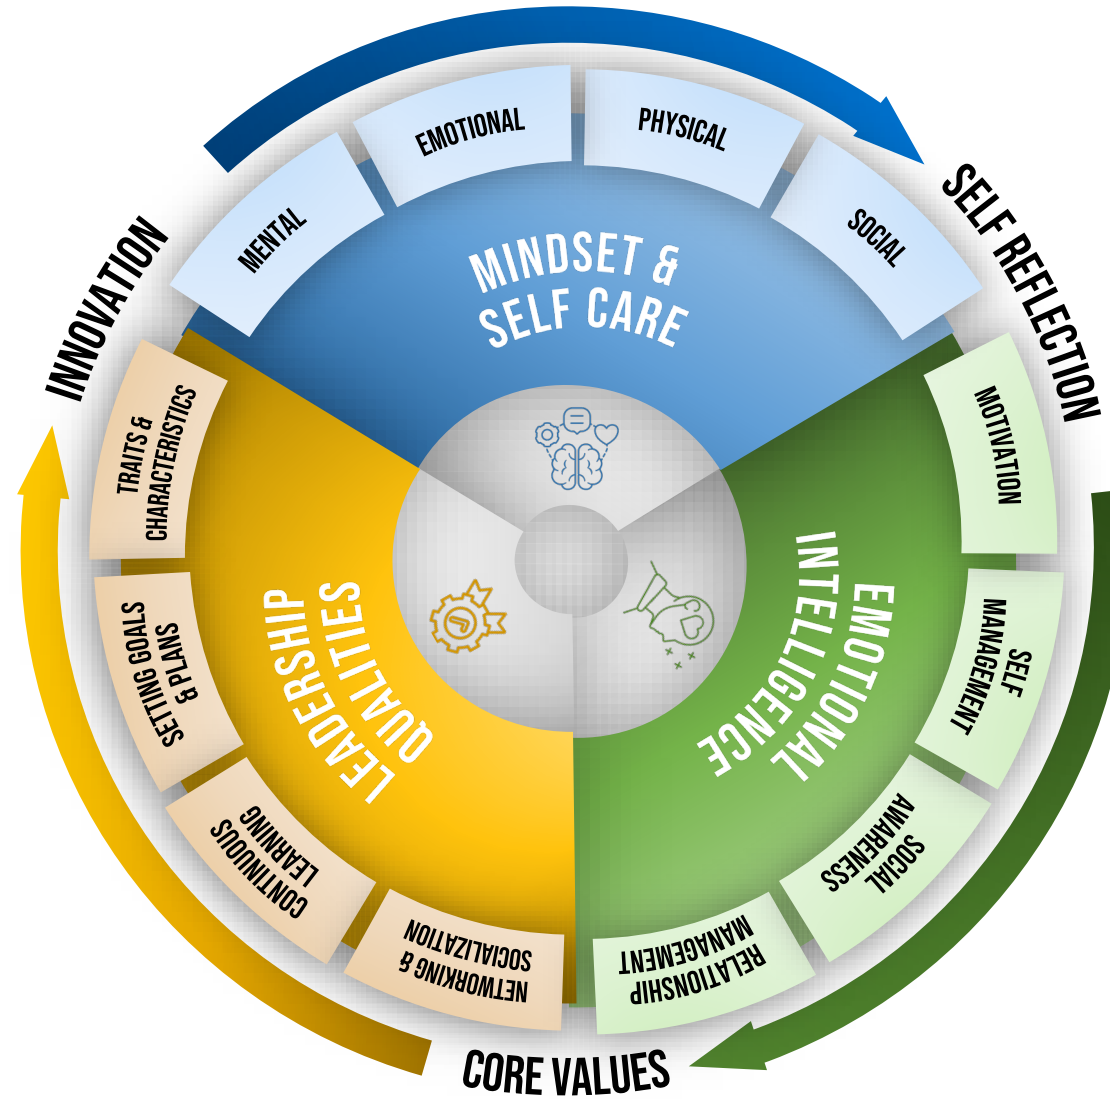 MENTAL
EMOTIONAL
PHYSICAL
SOCIAL
MINDSET &
SELF CARE
SELF REFLECTION
MOTIVATION
SELF
MANAGEMENT
SOCIAL
AWARENESS
RELATIONSHIP
MANAGEMENT
EMOTIONAL
INTELLIGENCE
CORE VALUES
NETWORKING &
SOCIALIZATION
CONTINUOUS
LEARNING
SETTING GOALS
& PLANS
TRAITS &
CHARACTERISTICS
LEADERSHIP
QUALITIES
INNOVATION